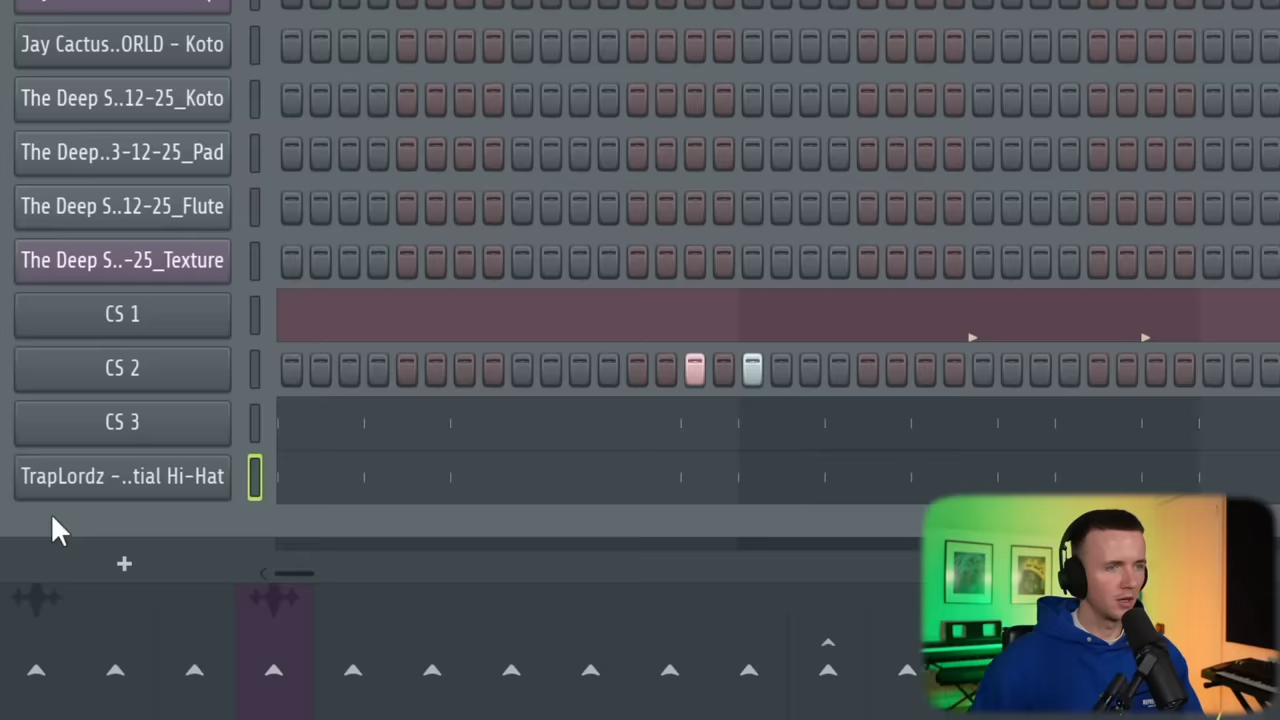 Jay Cactus..ORLD - Koto
The Deep S..12-25_Koto
The Deep..3-12-25_Pad
The Deep S..12-25_Flute
The Deep S..-25_Texture
CS 1
CS 2
CS 3
TrapLordz -..tial Hi-Hat
+